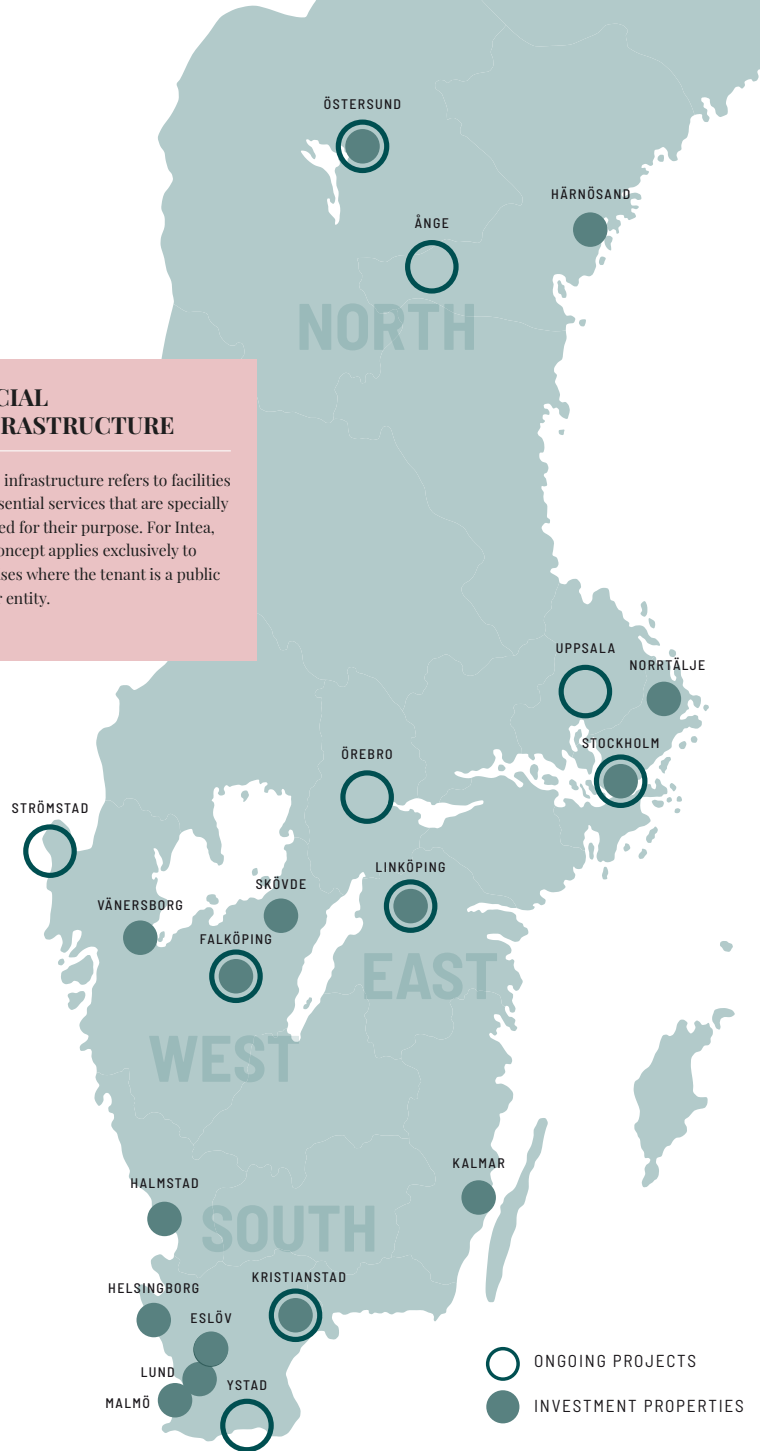 ÖSTERSUND
HÄRNÖSAND
ÅNGE
NORTH
CIAL
RASTRUCTURE
infrastructure refers to facilities
sential services that are specially
ed for their purpose. For Intea,
oncept applies exclusively to
ses where the tenant is a public
r entity.
UPPSALA
NORRTÄLJE
STOCKHOLM
ÖREBRO
STRÖMSTAD
LINKÖPING
SKÖVDE
VÄNERSBORG
FALKÖPING
EAST
WEST
KALMAR
HALMSTAD
SOUTH
KRISTIANSTAD
HELSINGBORG
ESLÖV
LUND
YSTAD
MALMÖ
ONGOING PROJECTS
INVESTMENT PROPERTIES